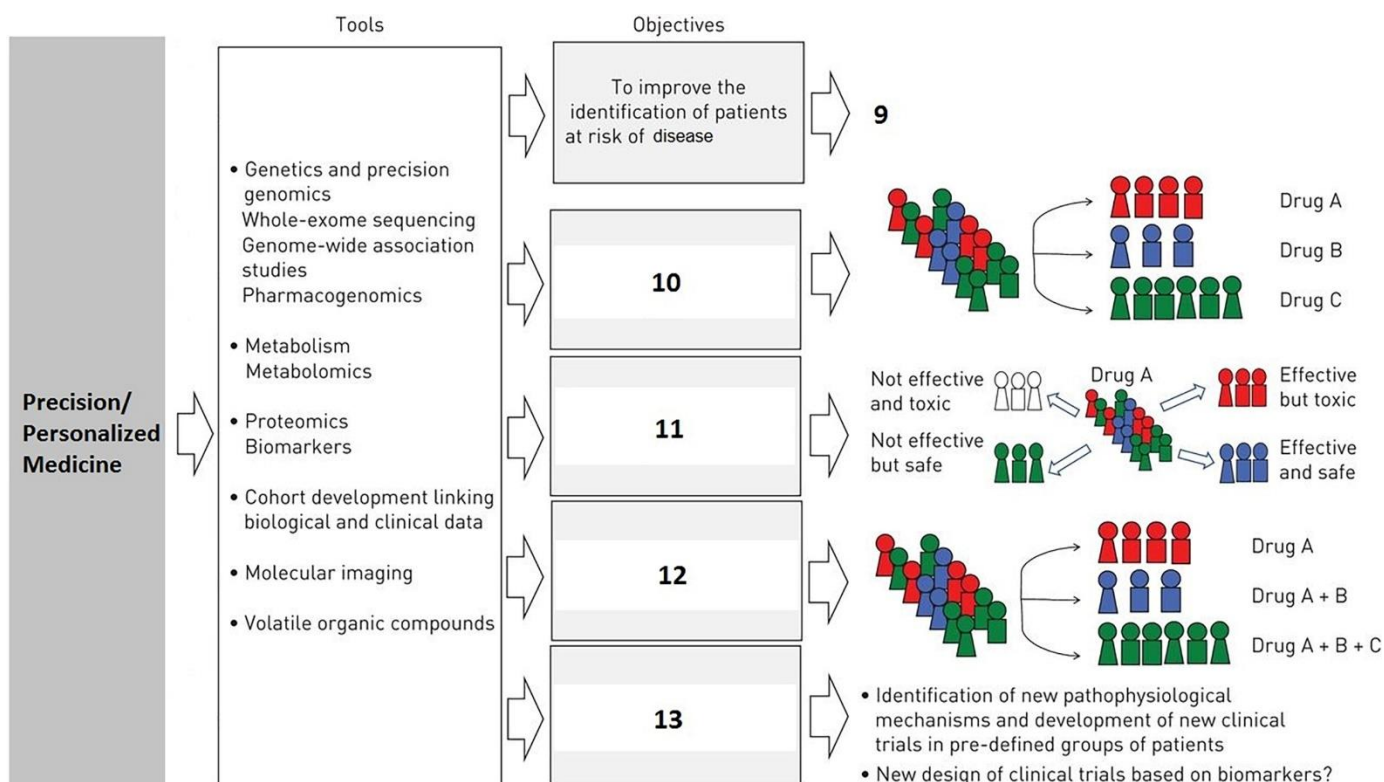 Tools
Objectives
Precision/
Personalized
Medicine
• Genetics and precision
genomics
Whole-exome sequencing
Genome-wide association
studies
Pharmacogenomics
• Metabolism
Metabolomics
• Proteomics
Biomarkers
• Cohort development linking
biological and clinical data
• Molecular imaging
• Volatile organic compounds
To improve the
identification of patients
at risk of disease
9
10
Drug A
Drug B
Drug C
11
Not effective
and toxic
Drug A
Effective
but toxic
Not effective
but safe
Effective
and safe
12
Drug A
Drug A + B
Drug A + B + C
13
• Identification of new pathophysiological
mechanisms and development of new clinical
trials in pre-defined groups of patients
• New design of clinical trials based on biomarkers?